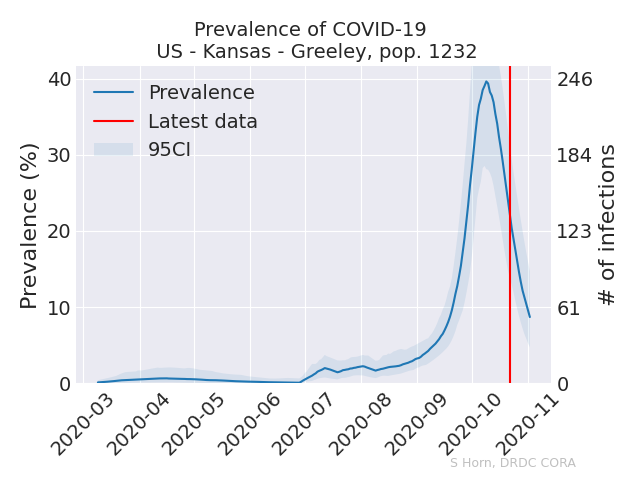 Prevalence of COVID-19
US - Kansas - Greeley, pop. 1232
Prevalence
Latest data
95CI
Prevalence (%)
40
30
20
10
0
# of infections
246
184
123
61
0
2020-03
2020-04
2020-05
2020-06
2020-07
2020-08
2020-09
2020-10
2020-11
S Horn, DRDC CORA